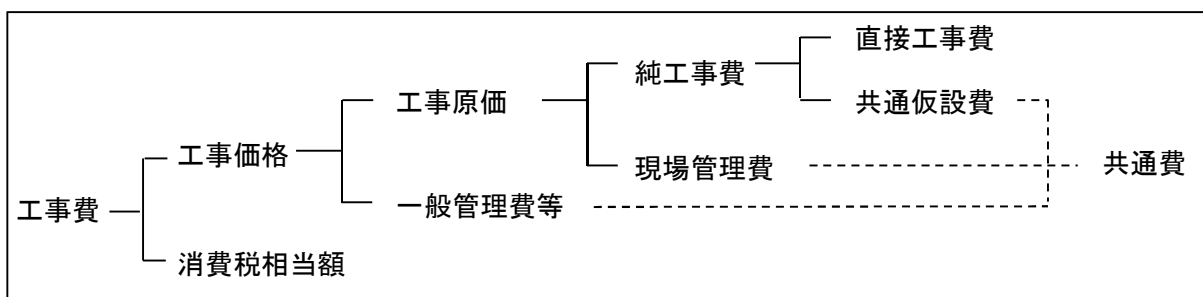 直接工事費
純工事費
工事原価
共通仮設費
工事価格
現場管理費
共通費
一般管理費等
工事費
消費税相当額